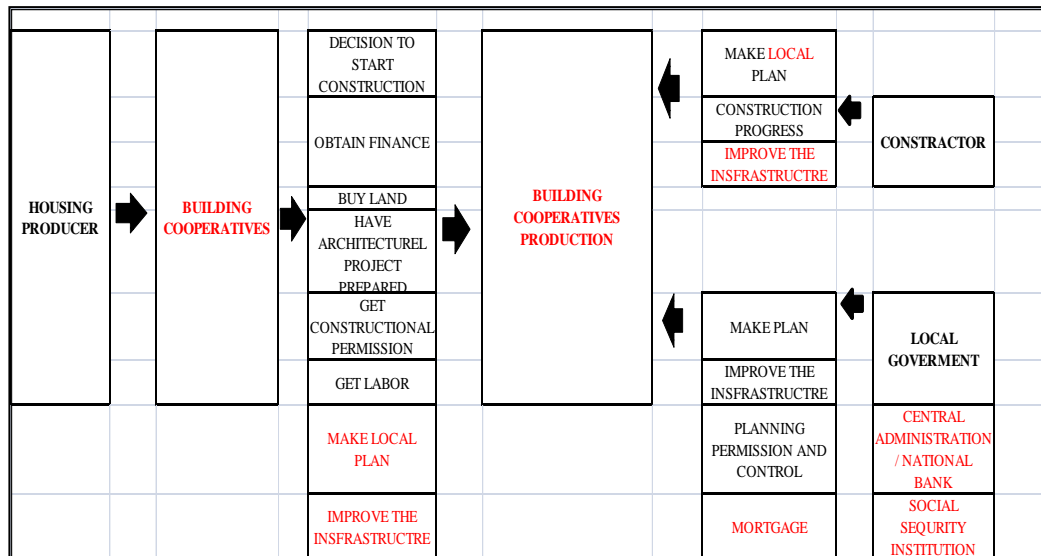 HOUSING
PRODUCER
BUILDING
COOPERATIVES
DECISION TO
START
CONSTRUCTION
OBTAIN FINANCE
BUY LAND
HAVE
ARCHITECTUREL
PROJECT
PREPARED
GET
CONSTRUCTIONAL
PERMISSION
GET LABOR
MAKE LOCAL
PLAN
IMPROVE THE
INSFRASTRUCTRE
BUILDING
COOPERATIVES
PRODUCTION
MAKE LOCAL
PLAN
CONSTRUCTION
PROGRESS
IMPROVE THE
INSFRASTRUCTRE
MAKE PLAN
IMPROVE THE
INSFRASTRUCTRE
PLANNING
PERMISSION AND
CONTROL
MORTGAGE
CONSTRACTOR
LOCAL
GOVERMENT
CENTRAL
ADMINISTRATION
/ NATIONAL
BANK
SOCIAL
SEQURITY
INSTITUTION